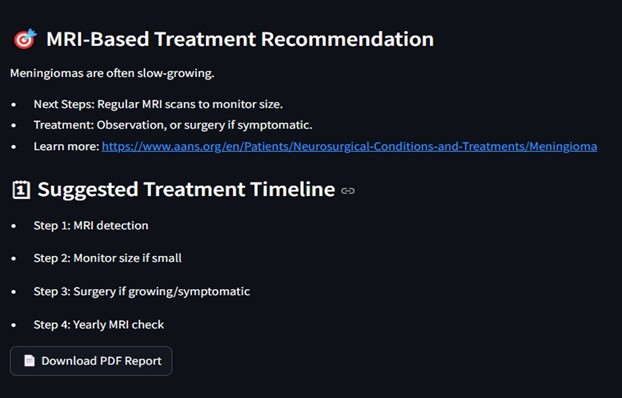 MRI-Based Treatment Recommendation
Meningiomas are often slow-growing.
• Next Steps: Regular MRI scans to monitor size.
• Treatment: Observation, or surgery if symptomatic.
• Learn more: https://www.aans.org/en/Patients/Neurosurgical-Conditions-and-Treatments/Meningioma
Suggested Treatment Timeline
• Step 1: MRI detection
• Step 2: Monitor size if small
• Step 3: Surgery if growing/symptomatic
• Step 4: Yearly MRI check
Download PDF Report